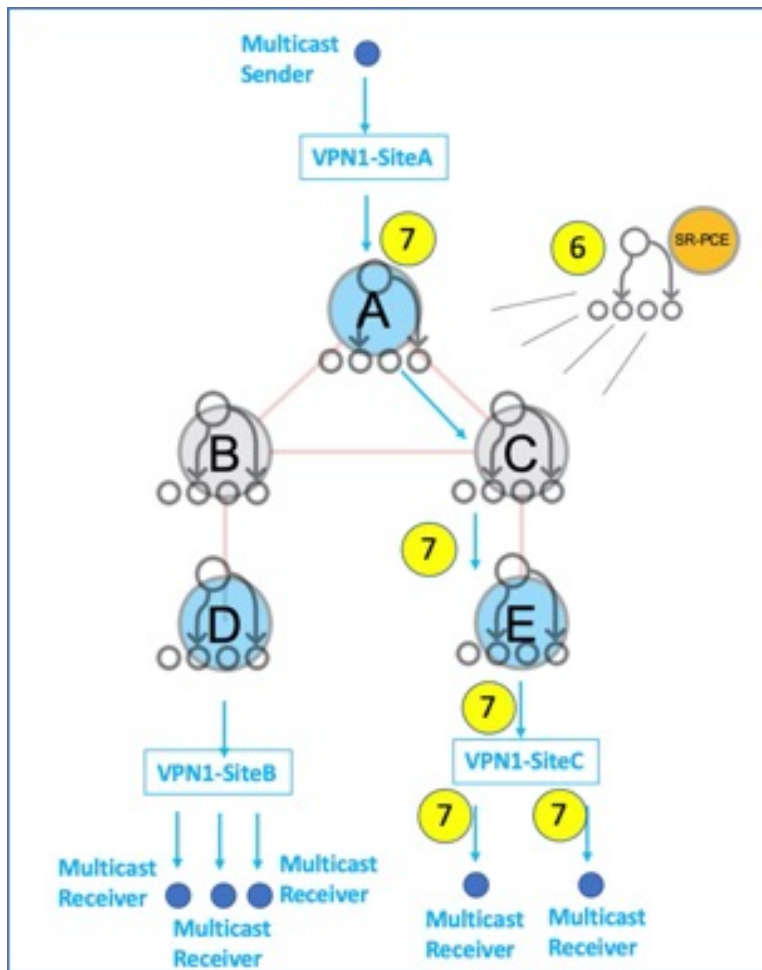 Multicast
Sender
VPN1-SiteA
7
6
SR-PCE
A
B
C
7
D
E
7
VPN1-SiteB
VPN1-SiteC
7
7
Multicast
Receiver
Multicast
Receiver
Multicast
Receiver
Multicast
Receiver
Multicast
Receiver